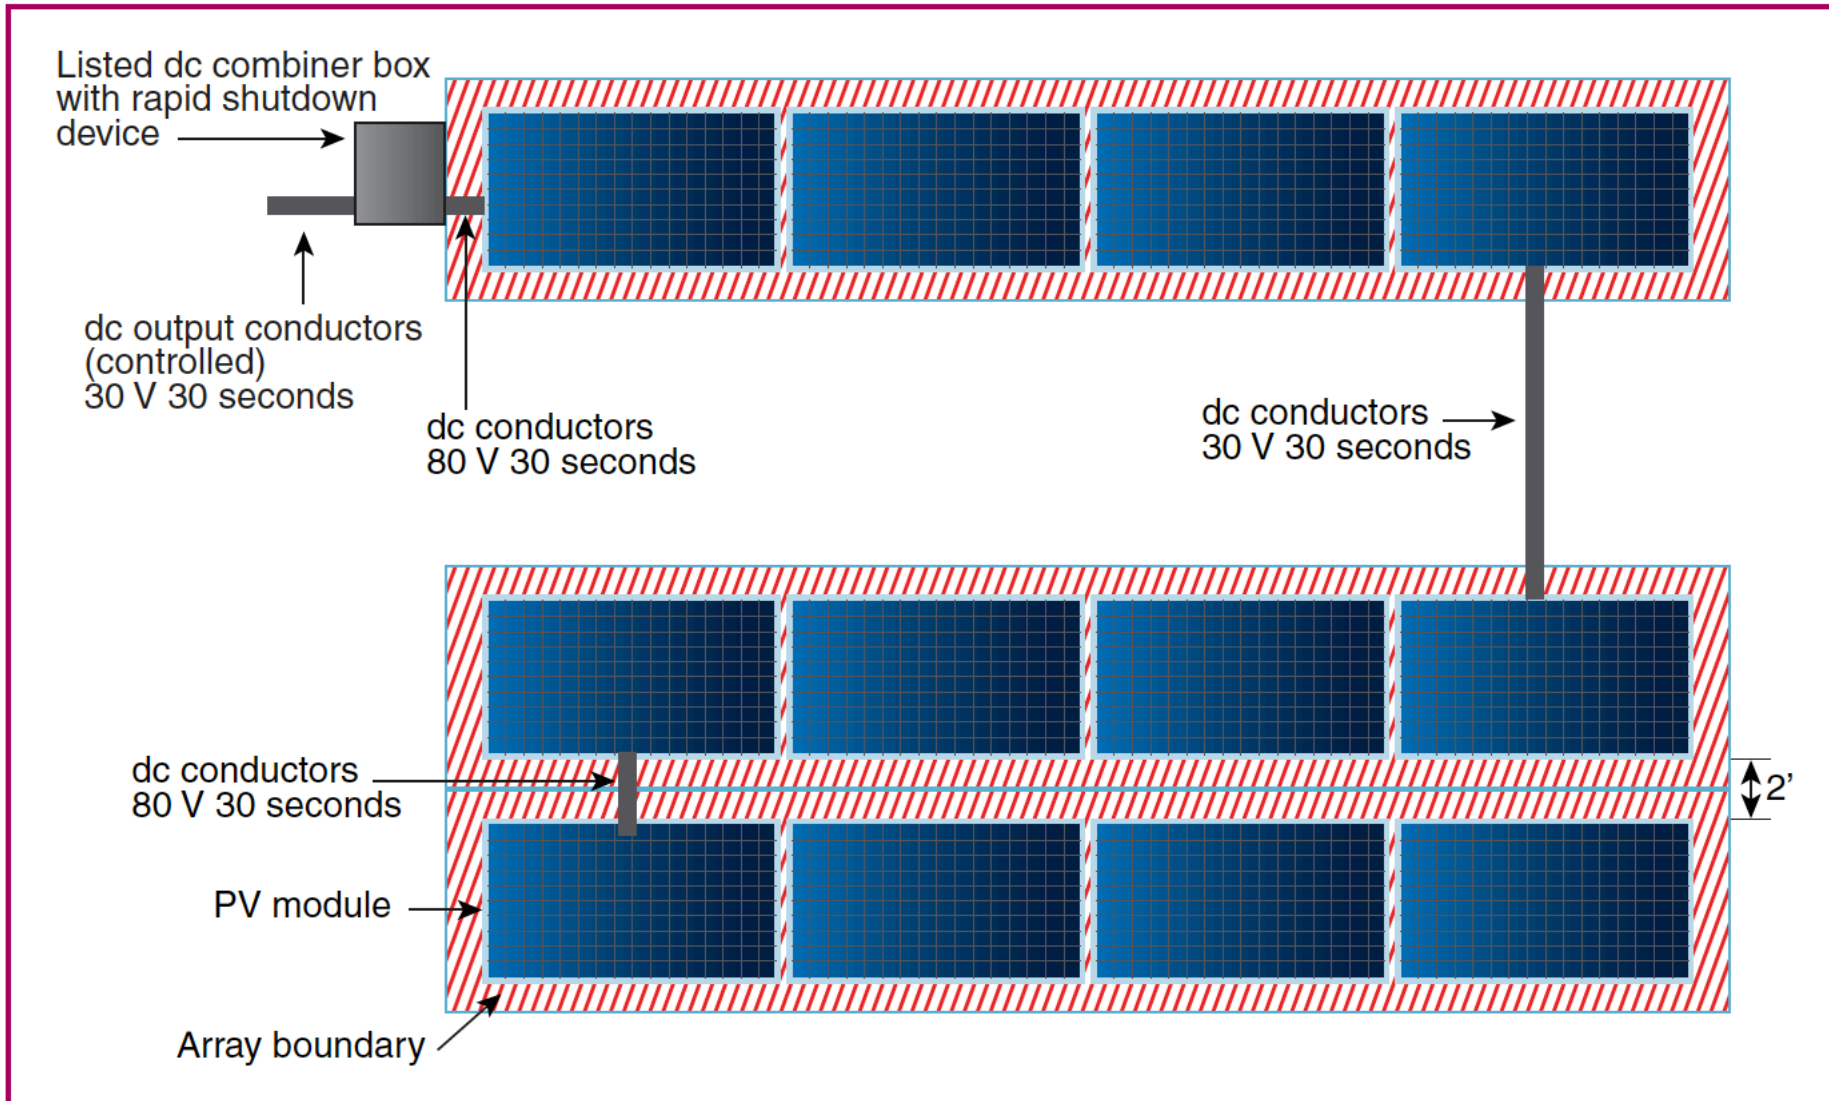 Listed dc combiner box
with rapid shutdown
device
dc output conductors
(controlled)
30 V 30 seconds
dc conductors
80 V 30 seconds
dc conductors
30 V 30 seconds
dc conductors
80 V 30 seconds
2’
PV module
Array boundary